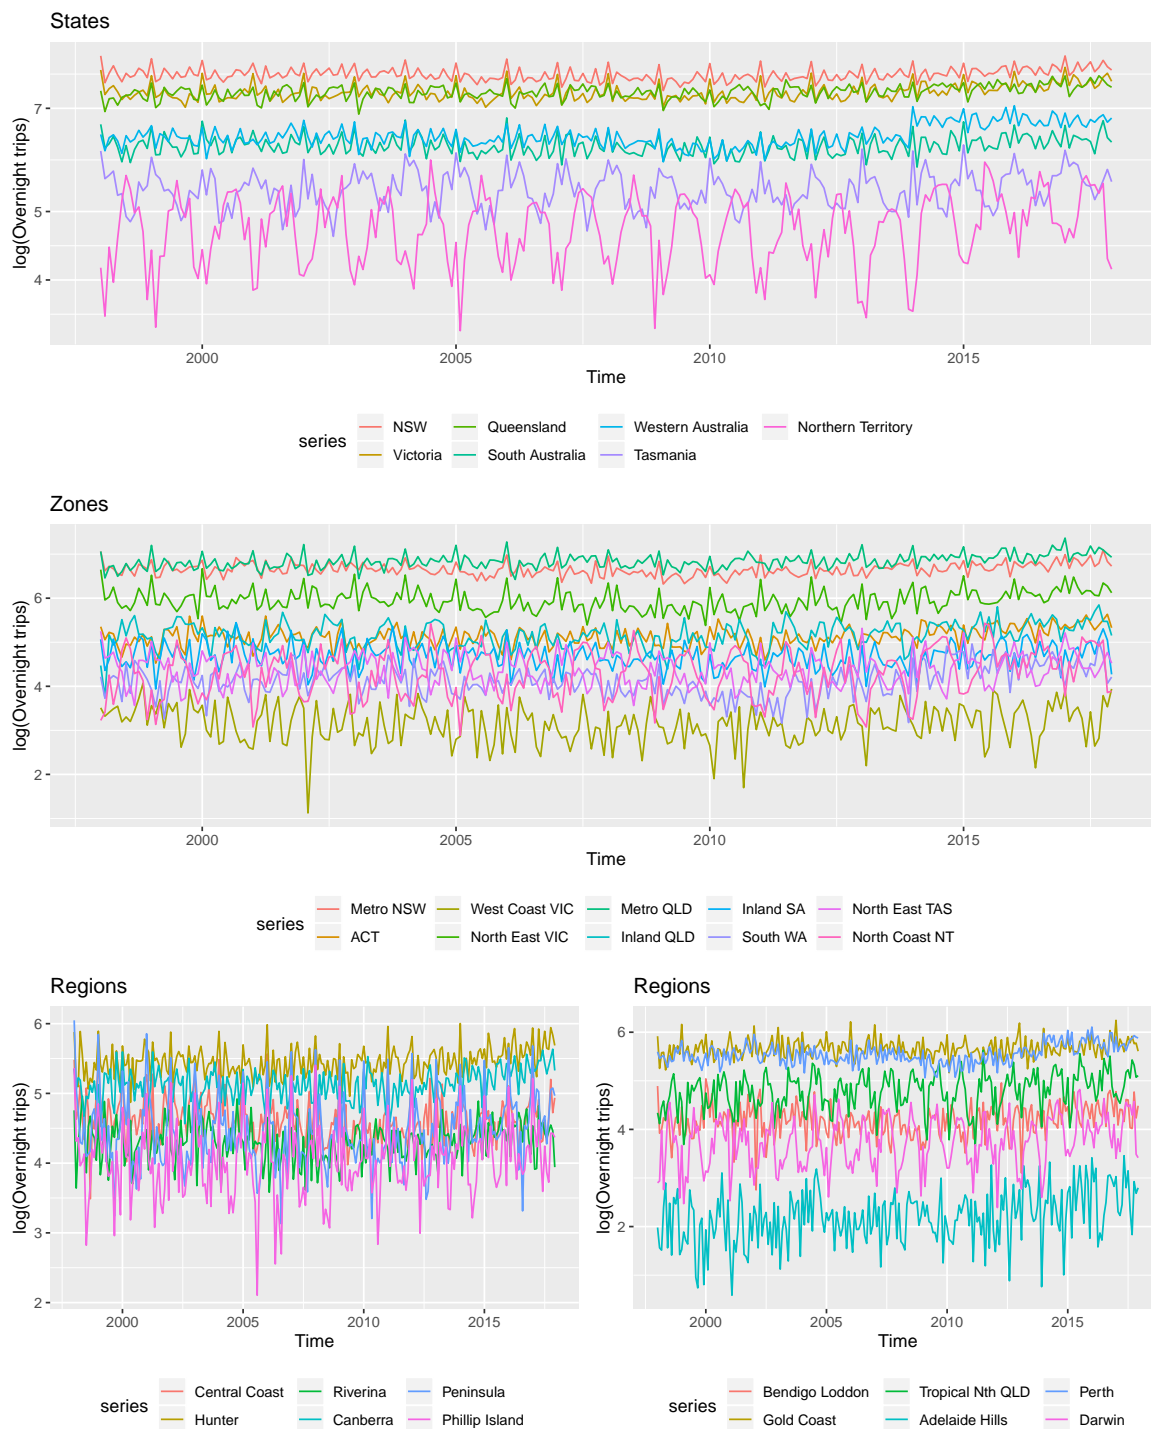 States
log(Overnight trips)
7
5
4
2000 2005 2010 2015
Time
series
NSW Queensland Western Australia Northern Territory
Victoria South Australia Tasmania
Zones
log(Overnight trips)
6
4
2
2000 2005 2010 2015
Time
series
Metro NSW West Coast VIC Metro QLD Inland SA North East TAS
ACT North East VIC Inland QLD South WA North Coast NT
Regions
log(Overnight trips)
6
5
4
3
2
2000 2005 2010 2015
Time
series
Central Coast Riverina Peninsula
Hunter Canberra Phillip Island
Regions
log(Overnight trips)
6
4
2
2000 2005 2010 2015
Time
series
Bendigo Loddon Tropical Nth QLD Perth
Gold Coast Adelaide Hills Darwin